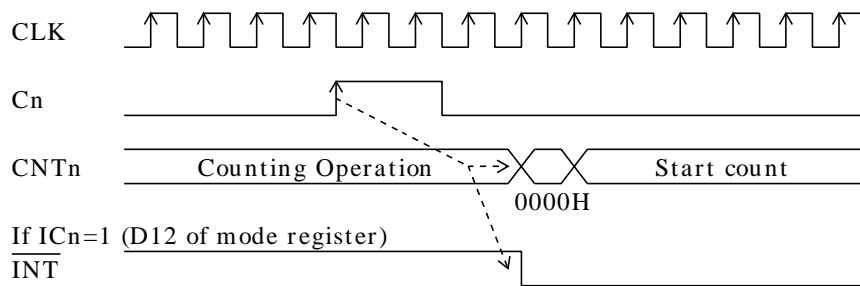 CLK
Cn
CNTn Counting Operation Start count
0000H
If ICn=1 (D12 of mode register)
INT